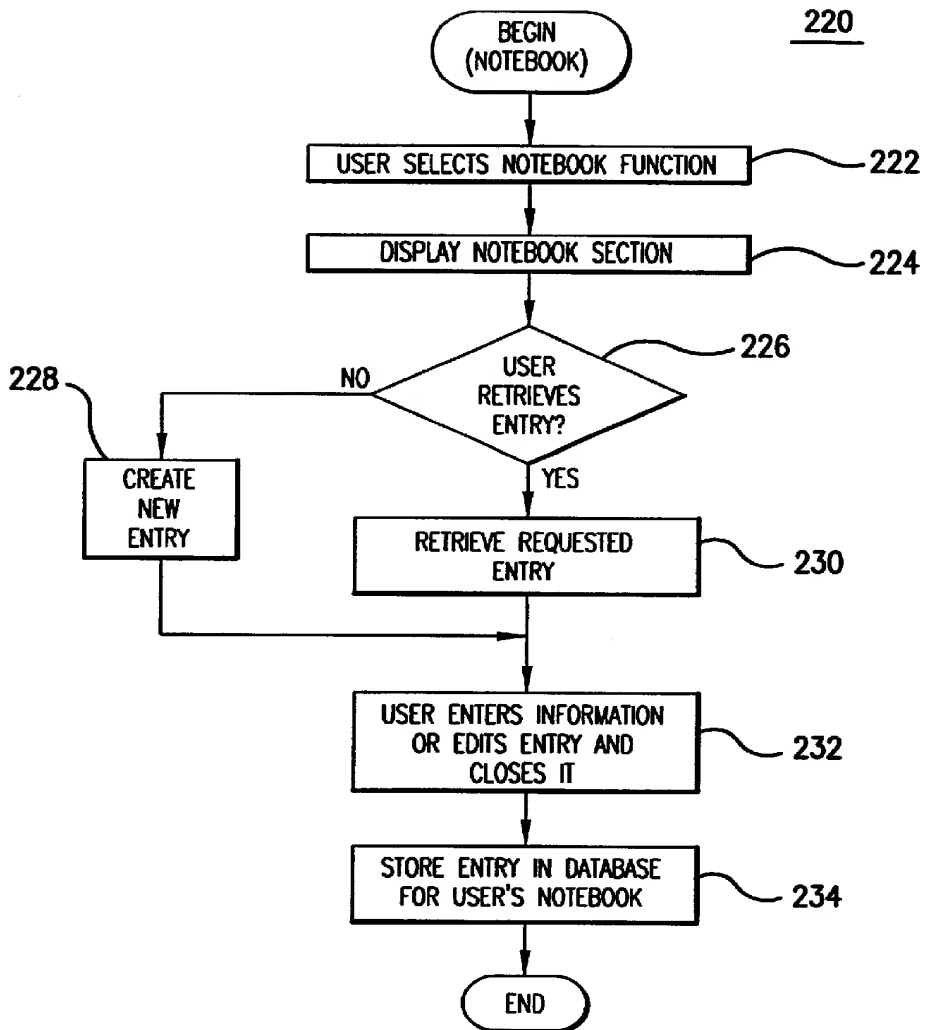 BEGIN
(NOTEBOOK)
220
USER SELECTS NOTEBOOK FUNCTION
222
DISPLAY NOTEBOOK SECTION
224
USER
RETRIEVES
ENTRY?
226
NO
228
CREATE
NEW
ENTRY
YES
RETRIEVE REQUESTED
ENTRY
230
USER ENTERS INFORMATION
OR EDITS ENTRY AND
CLOSES IT
232
STORE ENTRY IN DATABASE
FOR USER'S NOTEBOOK
234
END